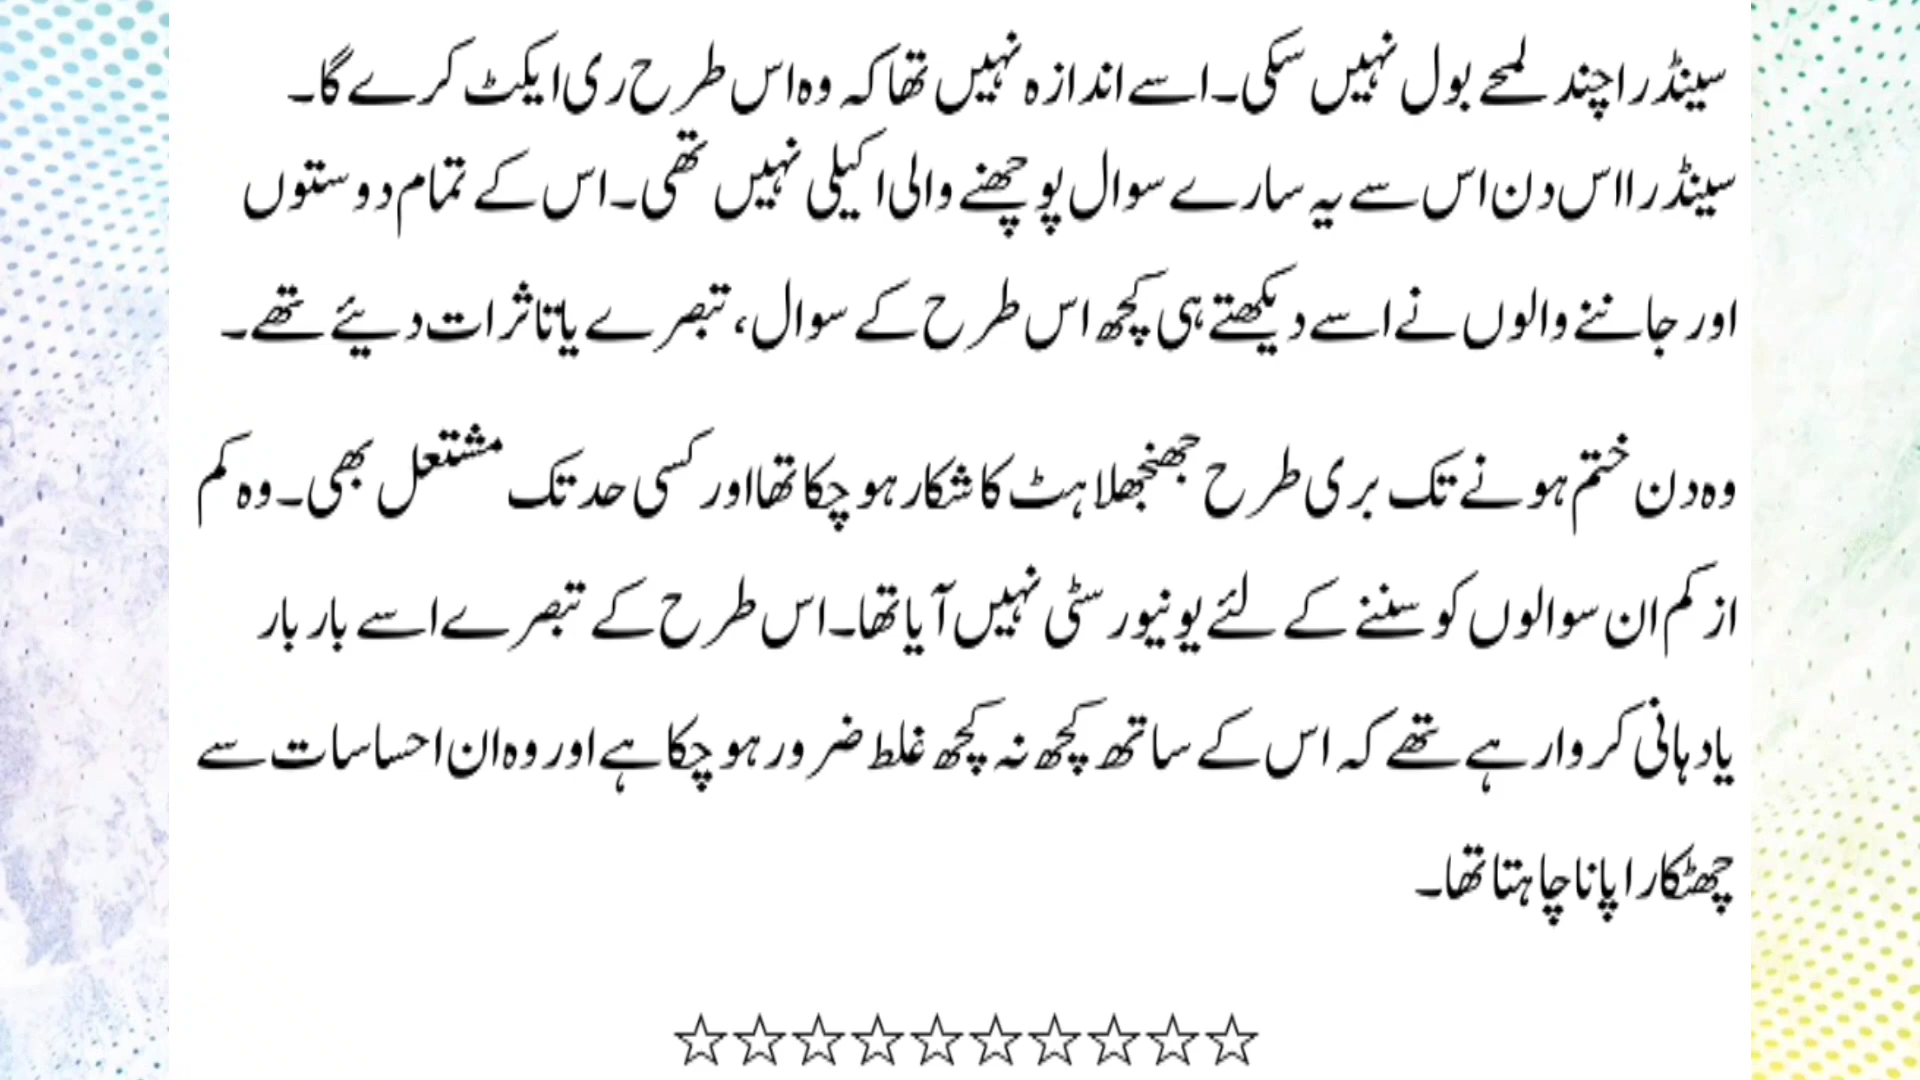 سینڈرا چند لمحے بول نہیں سکی۔ اسے اندازہ نہیں تھا کہ وہ اس طرح ری ایکٹ کرے گا۔
سینڈرا اس دن اس سے یہ سارے سوال پوچھنے والی اکیلی نہیں تھی۔ اس کے تمام دوستوں
اور جاننے والوں نے اسے دیکھتے ہی کچھ اس طرح کے سوال، تبصرے یا تاثرات دیئے تھے۔
وہ دن ختم ہونے تک بری طرح جھنجھلاہٹ کا شکار ہو چکا تھا اور کسی حد تک مشتعل بھی۔ وہ کم
از کم ان سوالوں کو سننے کے لئے یونیورسٹی نہیں آیا تھا۔ اس طرح کے تبصرے اسے بار بار
یاد ہانی کروا رہے تھے کہ اس کے ساتھ کچھ نہ کچھ غلط ضرور ہو چکا ہے اور وہ ان احساسات سے
چھٹکارا پانا چاہتا تھا۔
☆☆☆☆☆☆☆☆☆☆